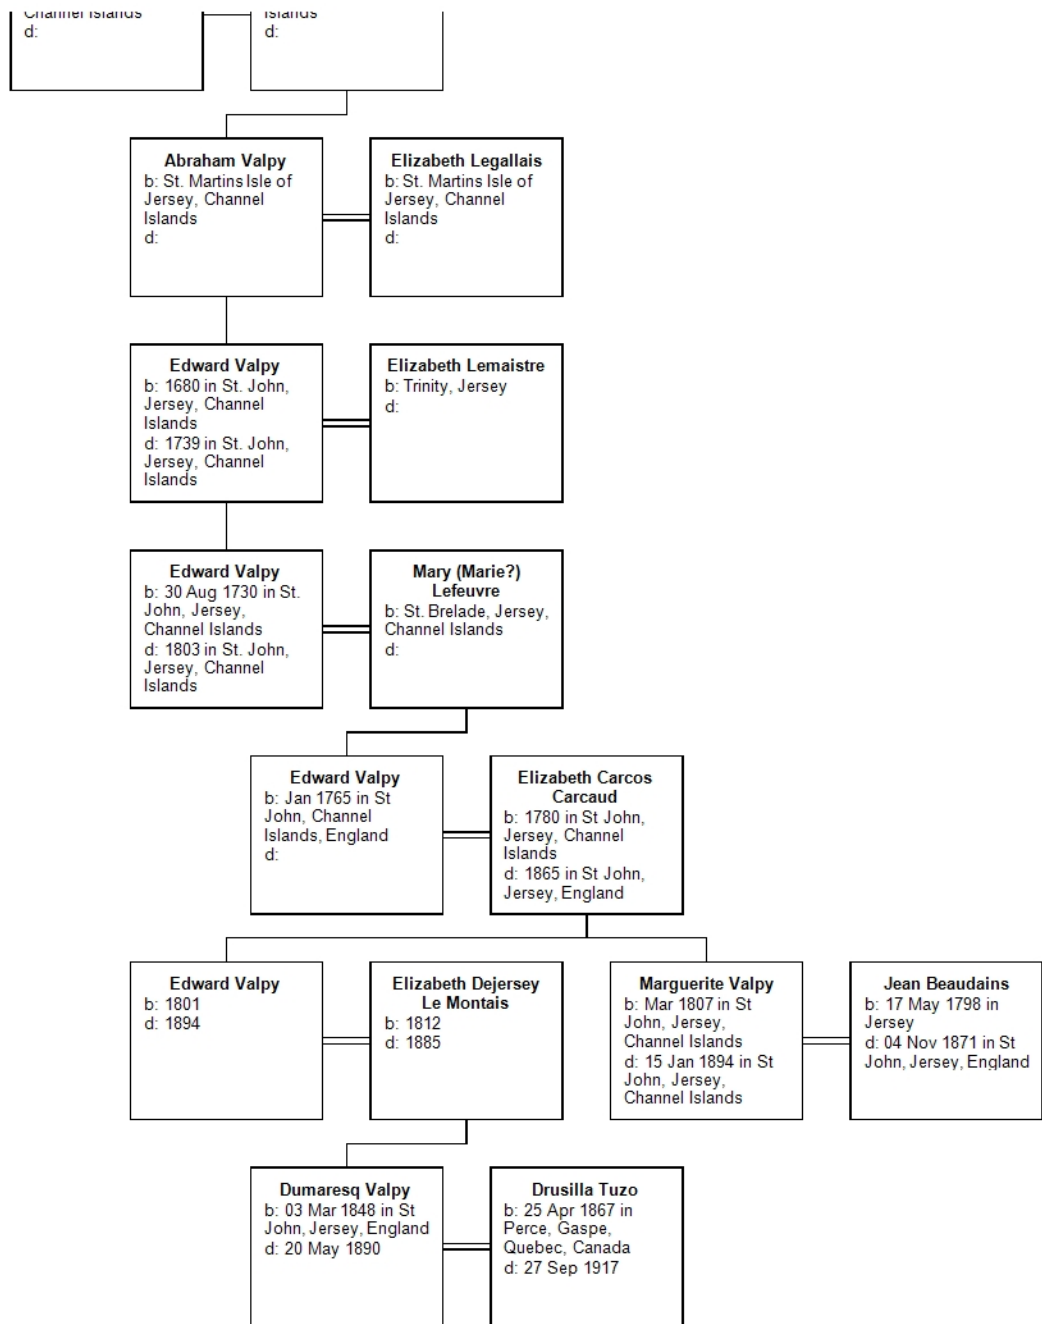 Channel Islands
d:
Islands
d:
Abraham Valpy
b: St. Martins Isle of
Jersey, Channel
Islands
d:
Elizabeth Legallais
b: St. Martins Isle of
Jersey, Channel
Islands
d:
Edward Valpy
b: 1680 in St. John,
Jersey, Channel
Islands
d: 1739 in St. John,
Jersey, Channel
Islands
Elizabeth Lemaistre
b: Trinity, Jersey
d:
Edward Valpy
b: 30 Aug 1730 in St.
John, Jersey,
Channel Islands
d: 1803 in St. John,
Jersey, Channel
Islands
Mary (Marie?)
Lefeuvre
b: St. Brelade, Jersey,
Channel Islands
d:
Edward Valpy
b: Jan 1765 in St
John, Channel
Islands, England
d:
Elizabeth Carcos
Carcaud
b: 1780 in St John,
Jersey, Channel
Islands
d: 1865 in St John,
Jersey, England
Edward Valpy
b: 1801
d: 1894
Elizabeth Dejersey
Le Montais
b: 1812
d: 1885
Marguerite Valpy
b: Mar 1807 in St
John, Jersey,
Channel Islands
d: 15 Jan 1894 in St
John, Jersey,
Channel Islands
Jean Beaudains
b: 17 May 1798 in
Jersey
d: 04 Nov 1871 in St
John, Jersey, England
Dumaresq Valpy
b: 03 Mar 1848 in St
John, Jersey, England
d: 20 May 1890
Drusilla Tuzo
b: 25 Apr 1867 in
Perce, Gaspe,
Quebec, Canada
d: 27 Sep 1917